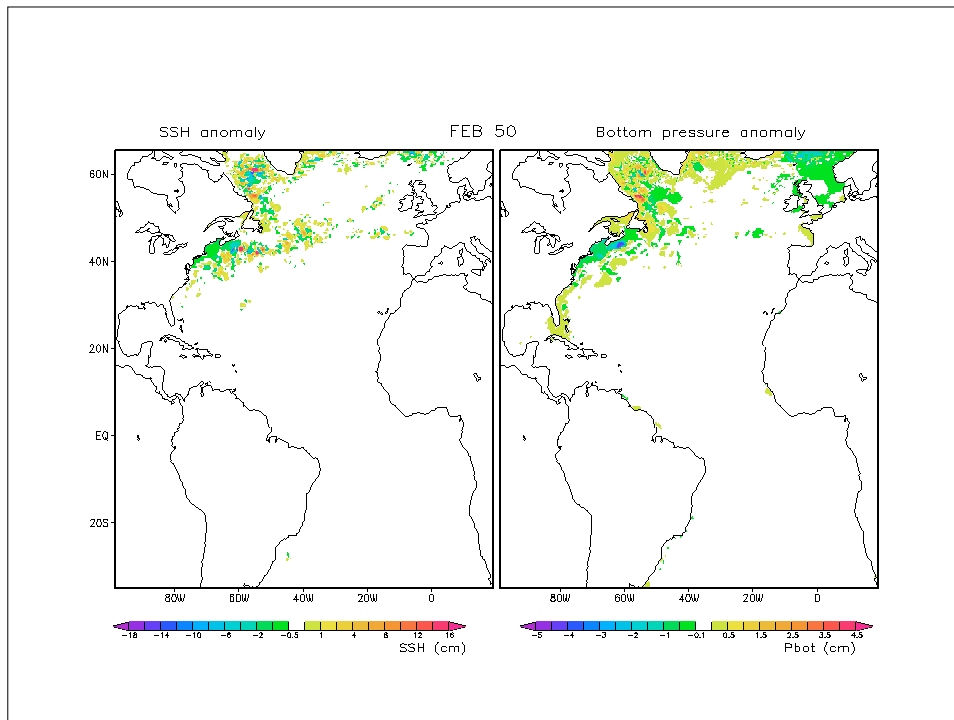 SSH anomaly FEB 50 Bottom pressure anomaly
60N
40N
20N
EQ
20S
80W 60W 40W 20W 0 80W 60W 40W 20W 0
-18 -14 -10 -6 -2 -0.5 1 4 8 12 16 -5 -4 -3 -2 -1 -0.1 0.5 1.5 2.5 3.5 4.5
SSH (cm) Pbot (cm)